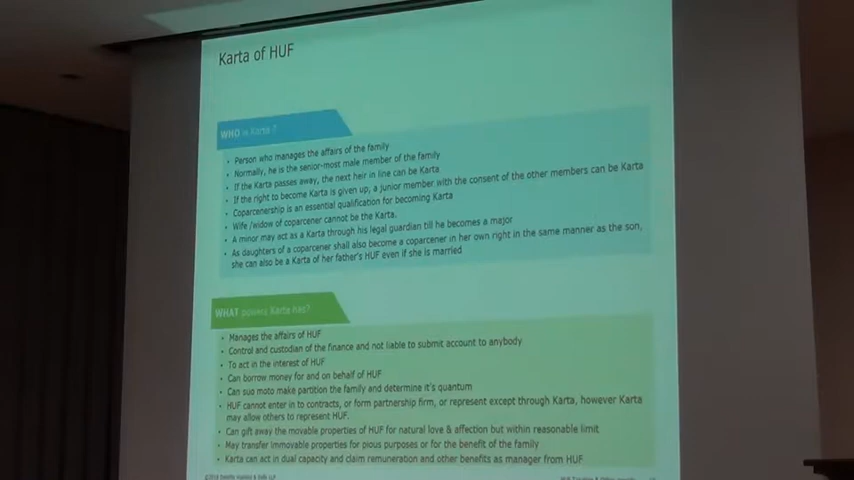 Karta of HUF
WHO is Karta ?
• Person who manages the affairs of the family
• Normally, he is the senior-most male member of the family
• If the Karta passes away, the next heir in line can be Karta
• If the right to become Karta is given up, a junior member with the consent of the other members can be Karta
• Coparcenership is an essential qualification for becoming Karta
• Wife /widow of coparcener cannot be the Karta.
• A minor may act as a Karta through his legal guardian till he becomes a major
• As daughters of a coparcener shall also become a coparcener in her own right in the same manner as the son,
she can also be a Karta of her father's HUF even if she is married
WHAT powers Karta has?
• Manages the affairs of HUF
• Control and custodian of the finance and not liable to submit account to anybody
• To act in the interest of HUF
• Can borrow money for and on behalf of HUF
• Can suo moto make partition the family and determine it's quantum
• HUF cannot enter in to contracts, or form partnership firm, or represent except through Karta, however Karta
may allow others to represent HUF.
• Can gift away the movable properties of HUF for natural love & affection but within reasonable limit
• May transfer immovable properties for pious purposes or for the benefit of the family
• Karta can act in dual capacity and claim remuneration and other benefits as manager from HUF